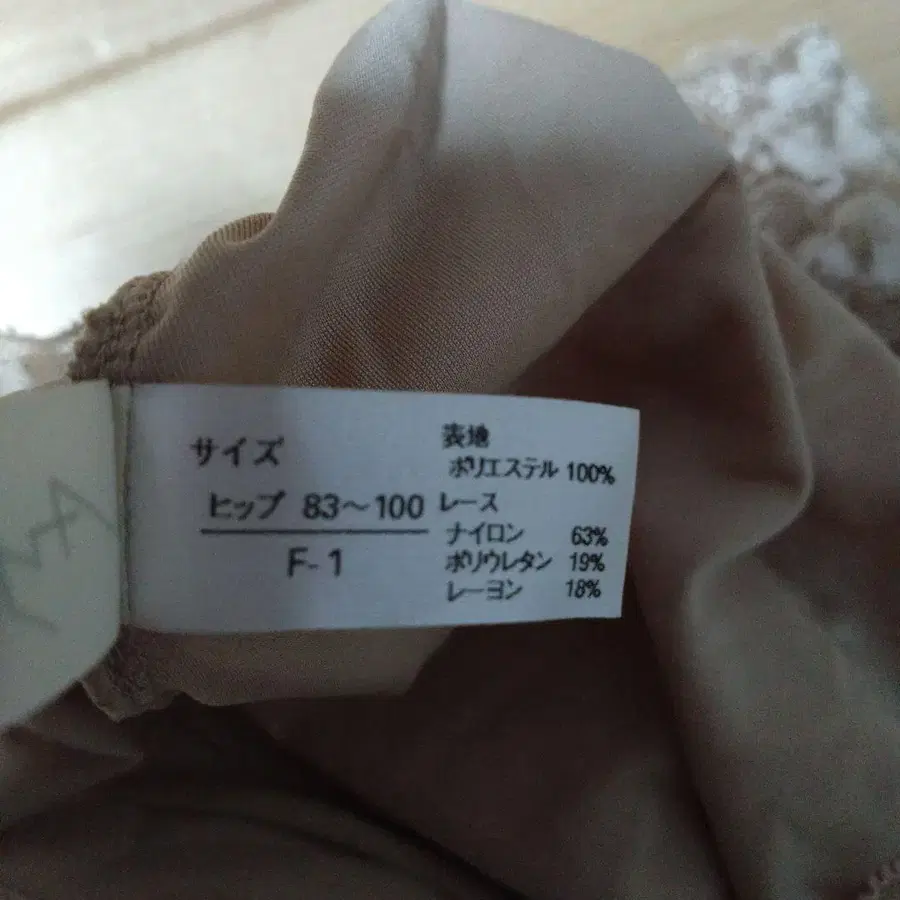 サイズ
ヒップ 83～100
F-1
表地
ポリエステル 100%
レース
ナイロン 63%
ポリウレタン 19%
レーヨン 18%